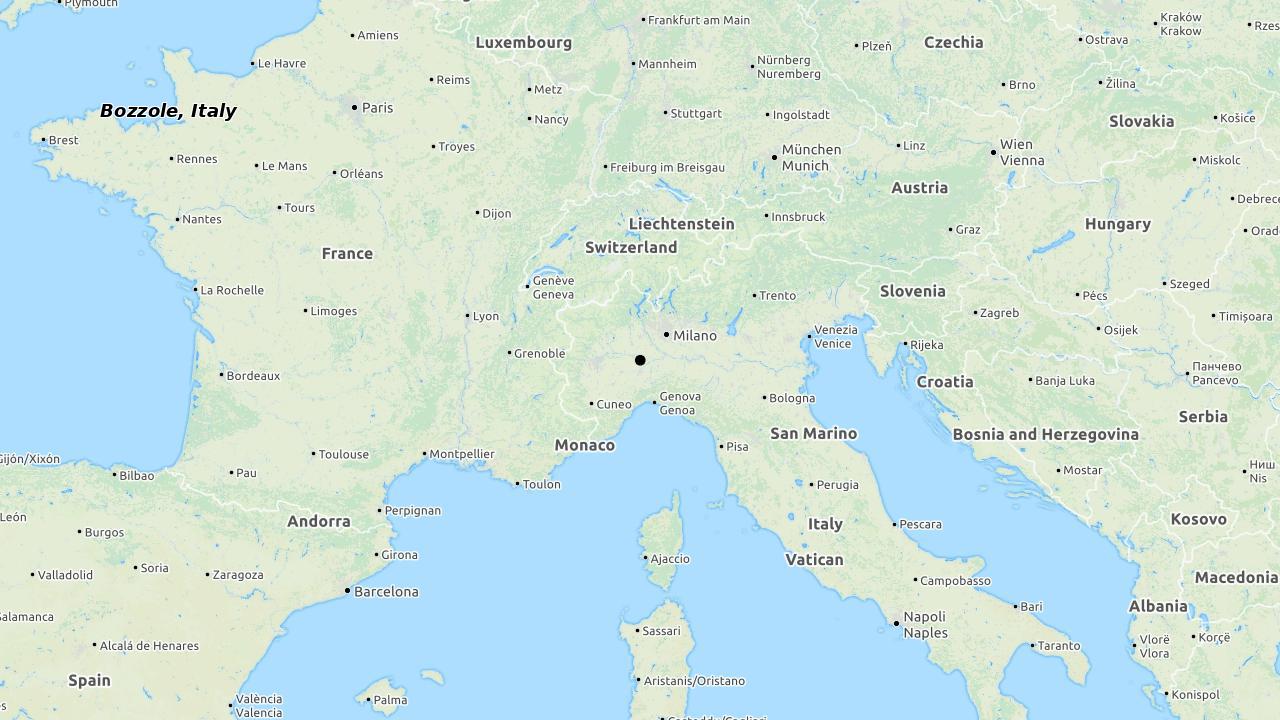 Plymouth
Frankfurt am Main
Kraków
Krakow
Rzes
Amiens
Luxembourg
Plzeň
Czechia
Ostrava
Le Havre
Mannheim
Nürnberg
Nuremberg
Reims
Metz
Brno
Žilina
Bozzole, Italy
Paris
Nancy
Stuttgart
Ingolstadt
Slovakia
Košice
Brest
Rennes
Le Mans
Orléans
Troyes
Freiburg im Breisgau
München
Munich
Linz
Wien
Vienna
Miskolc
Austria
Debrece
Nantes
Tours
Dijon
Liechtenstein
Innsbruck
Graz
Hungary
Orad
France
Switzerland
La Rochelle
Genève
Geneva
Trento
Slovenia
Pécs
Szeged
Limoges
Lyon
Zagreb
Timișoara
Grenoble
Milano
Venezia
Venice
Rijeka
Osijek
Bordeaux
Croatia
Banja Luka
Панчево
Pancevo
Cuneo
Genova
Genoa
Bologna
Serbia
Monaco
Pisa
San Marino
Bosnia and Herzegovina
Gijón/Xixón
Bilbao
Pau
Toulouse
Montpellier
Toulon
Perugia
Mostar
Ниш
Nis
León
Burgos
Andorra
Perpignan
Italy
Pescara
Kosovo
Valladolid
Soria
Zaragoza
Girona
Barcelona
Ajaccio
Vatican
Campobasso
Macedonia
Salamanca
Alcalá de Henares
Sassari
Napoli
Naples
Bari
Taranto
Albania
Vlorë
Vlora
Korçë
Spain
València
Valencia
Palma
Aristanis/Oristano
Konispol